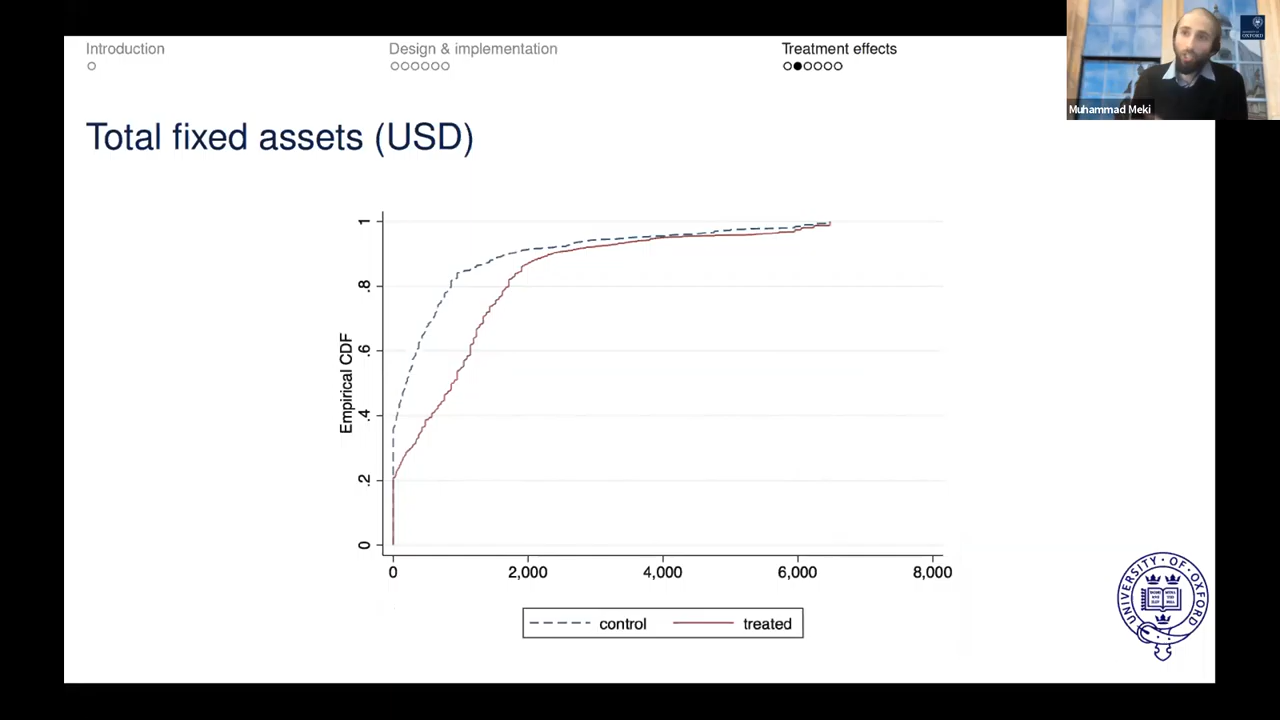 Introduction
Design & implementation
Treatment effects
Muhammad Meki
Total fixed assets (USD)
Empirical CDF
1
.8
.6
.4
.2
0
0
2,000
4,000
6,000
8,000
control
treated
UNIVERSITY · OF · OXFORD